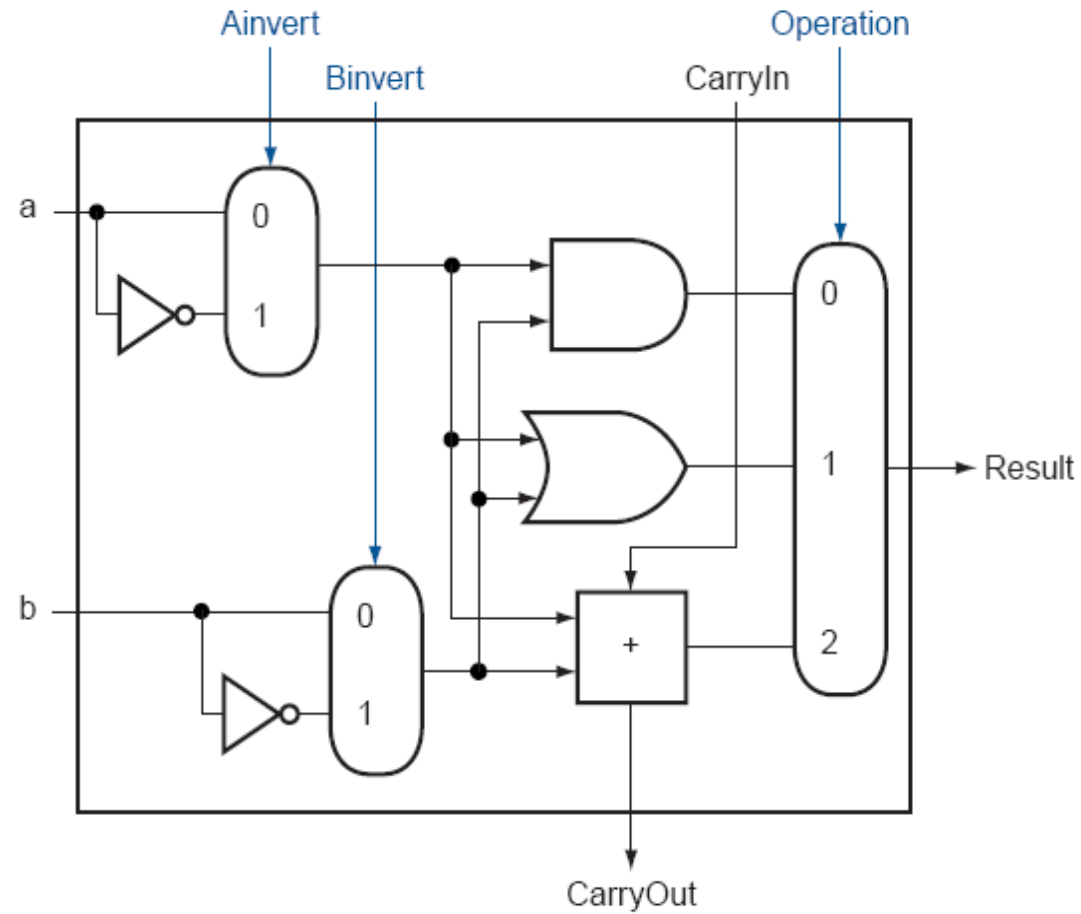 Ainvert
Operation
Binvert
CarryIn
a
0
1
0
1
Result
b
0
1
+
2
CarryOut